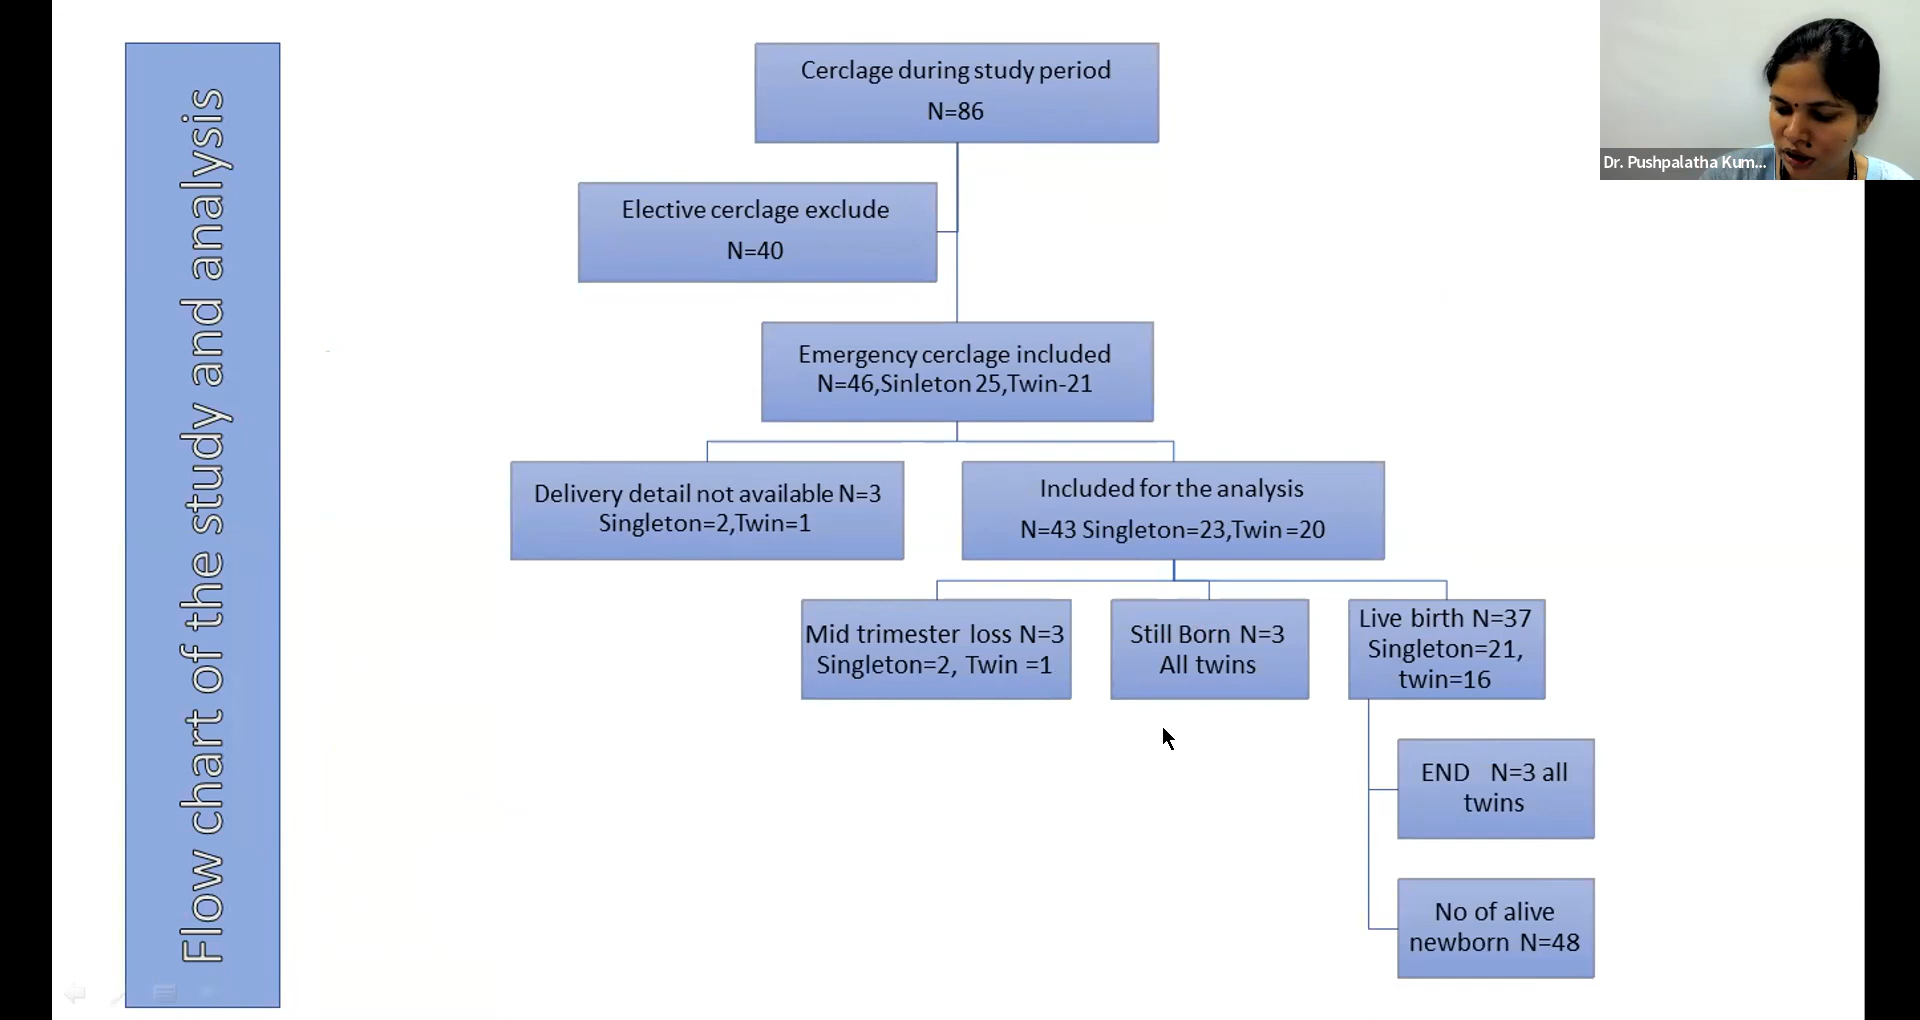 Flow chart of the study and analysis
Cerclage during study period
N=86
Elective cerclage exclude
N=40
Emergency cerclage included
N=46,Sinleton 25,Twin-21
Delivery detail not available N=3
Singleton=2,Twin=1
Included for the analysis
N=43 Singleton=23,Twin =20
Mid trimester loss N=3
Singleton=2, Twin =1
Still Born N=3
All twins
Live birth N=37
Singleton=21,
twin=16
END N=3 all
twins
No of alive
newborn N=48
Dr. Pushpalatha Kum...